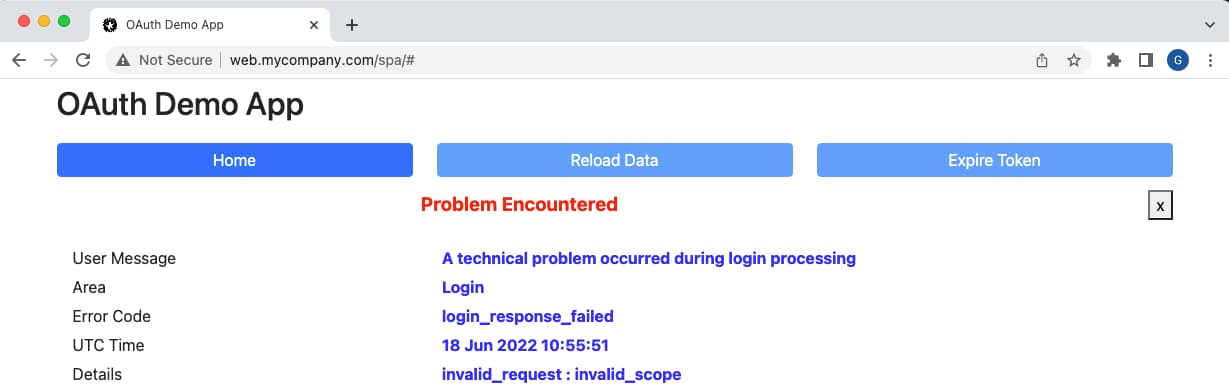 OAuth Demo App
Not Secure web.mycompany.com/spa/# G
OAuth Demo App
Home Reload Data Expire Token
Problem Encountered x
User Message A technical problem occurred during login processing
Area Login
Error Code login_response_failed
UTC Time 18 Jun 2022 10:55:51
Details invalid_request : invalid_scope